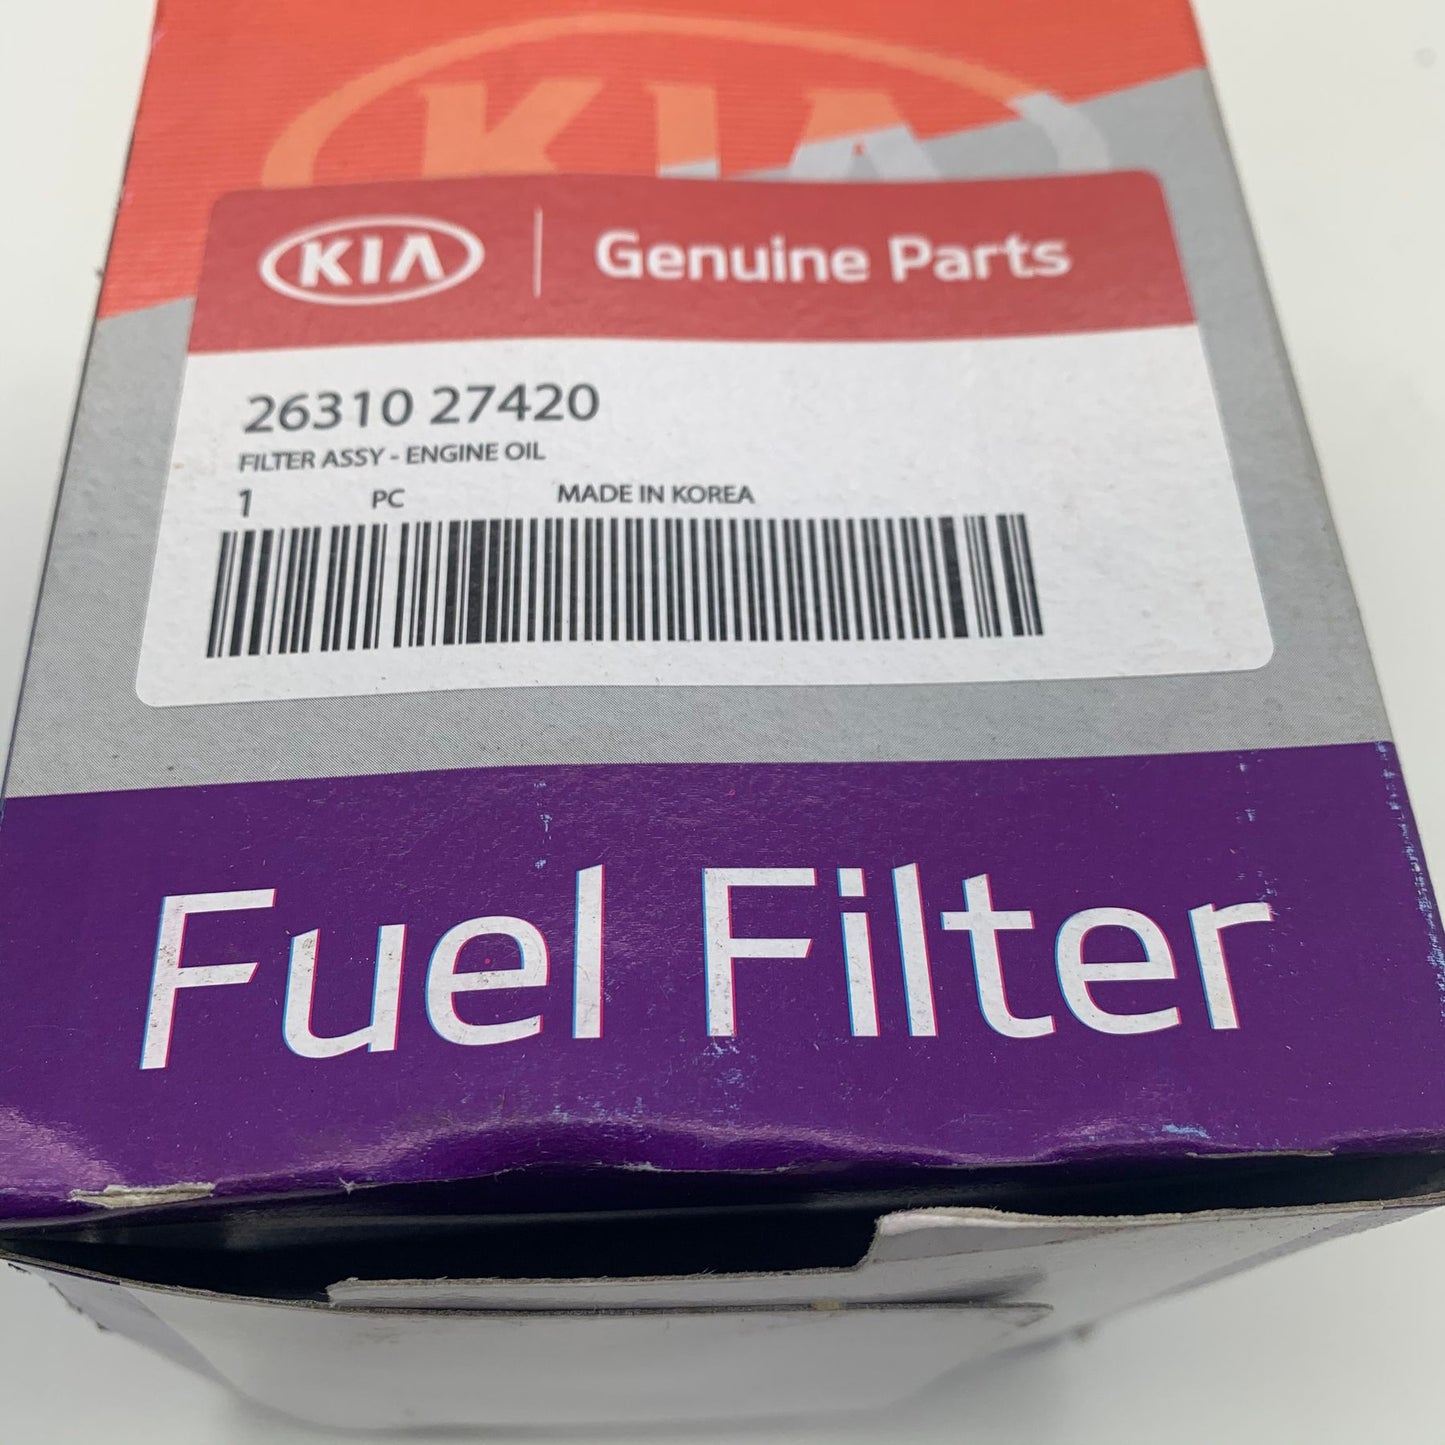 KIA
KIA Genuine Parts
26310 27420
FILTER ASSY - ENGINE OIL
1 PC MADE IN KOREA
Fuel Filter